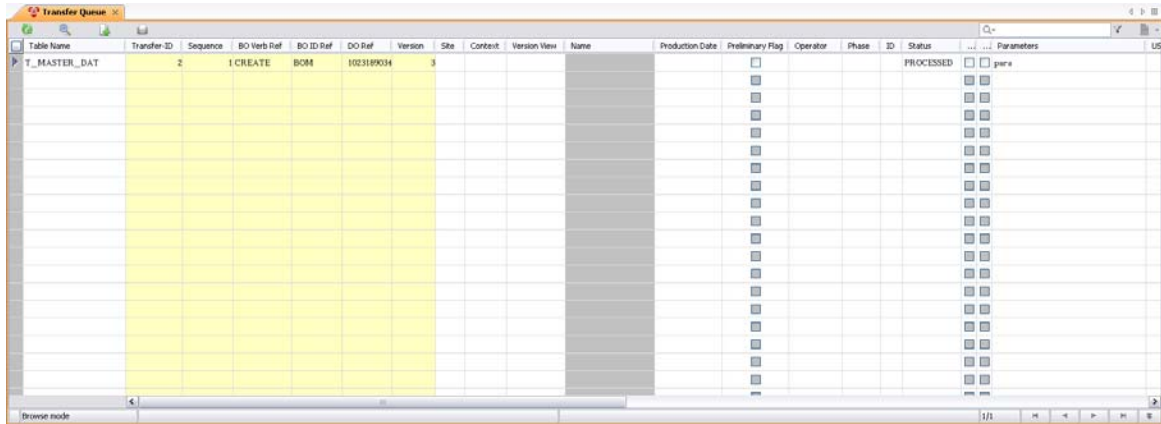 Transfer Queue
Table Name Transfer-ID Sequence BO Verb Ref BO ID Ref DO Ref Version Site Context Version View Name Production Date Preliminary Flag Operator Phase ID Status ... ... Parameters US
T_MASTER_DAT 2 1 CREATE BOM 1023189034 3 PROCESSED para
Browse mode 1/1